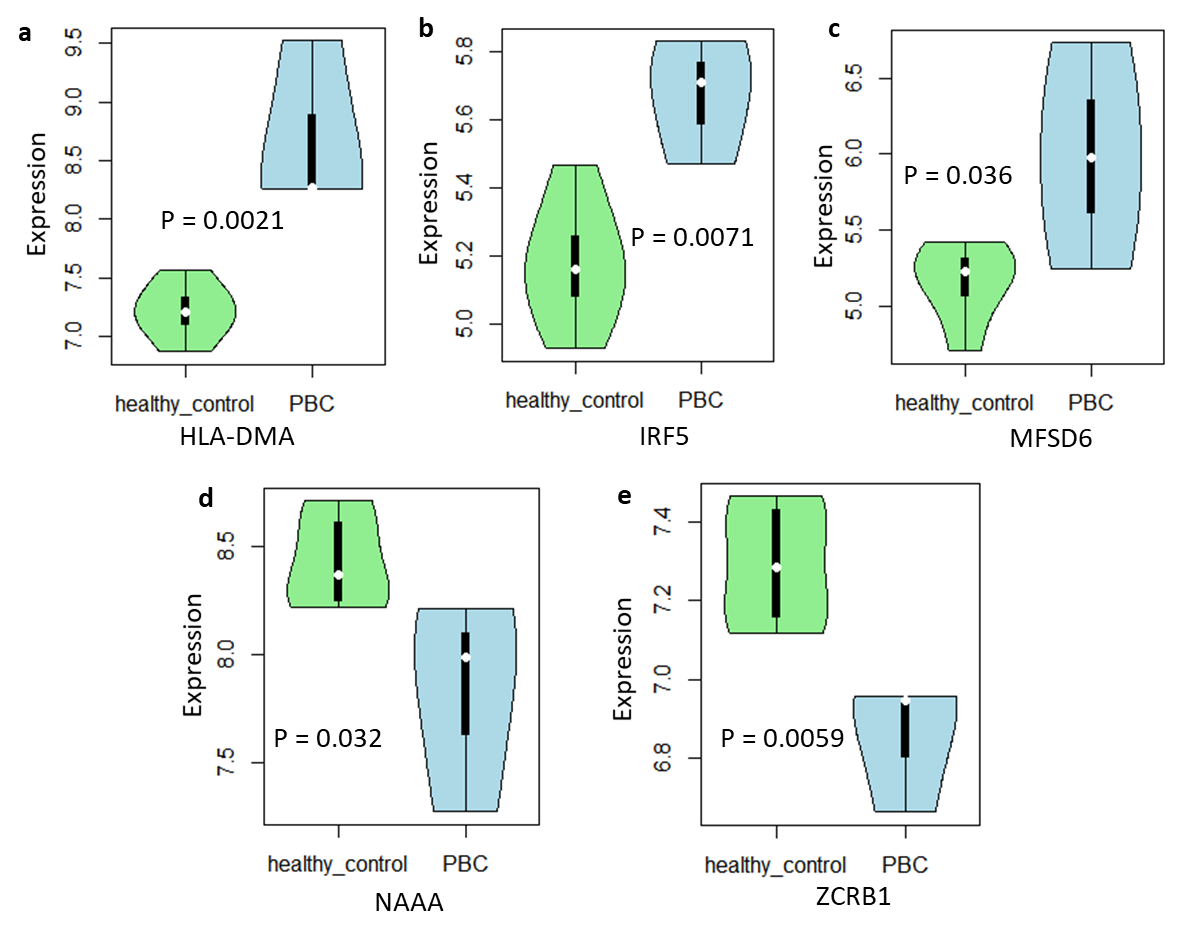 a
9.5
9.0
8.5
8.0
7.5
7.0
Expression
P = 0.0021
healthy_control PBC
HLA-DMA
b
5.8
5.6
5.4
5.2
5.0
Expression
P = 0.0071
healthy_control PBC
IRF5
c
6.5
6.0
5.5
5.0
Expression
P = 0.036
healthy_control PBC
MFSD6
d
8.5
8.0
7.5
Expression
P = 0.032
healthy_control PBC
NAAA
e
7.4
7.2
7.0
6.8
Expression
P = 0.0059
healthy_control PBC
ZCRB1